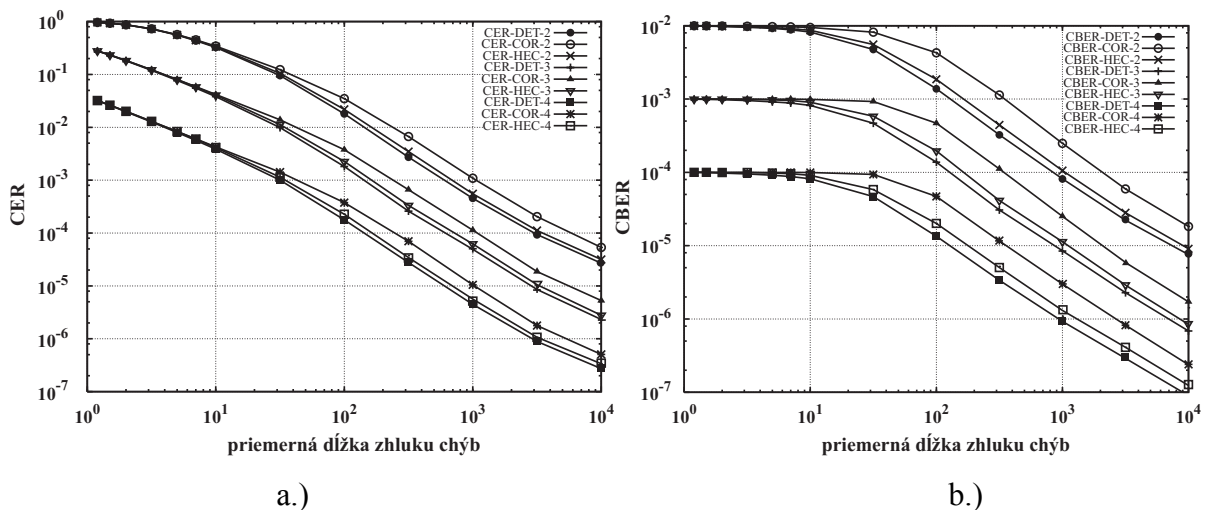 10^0
10^-1
10^-2
10^-3
10^-4
10^-5
10^-6
10^-7
CER
CER-DET-2
CER-COR-2
CER-HEC-2
CER-DET-3
CER-COR-3
CER-HEC-3
CER-DET-4
CER-COR-4
CER-HEC-4
10^0 10^1 10^2 10^3 10^4
priemerná dĺžka zhluku chýb
a.)
10^-2
10^-3
10^-4
10^-5
10^-6
10^-7
CBER
CBER-DET-2
CBER-COR-2
CBER-HEC-2
CBER-DET-3
CBER-COR-3
CBER-HEC-3
CBER-DET-4
CBER-COR-4
CBER-HEC-4
10^0 10^1 10^2 10^3 10^4
priemerná dĺžka zhluku chýb
b.)